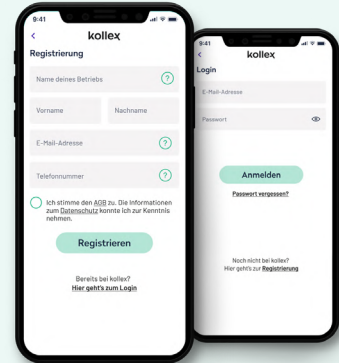 9:41
kollex
Registrierung
Name deines Betriebs
?
Vorname
Nachname
E-Mail-Adresse
?
Telefonnummer
?
Ich stimme den AGB zu. Die Informationen
zum Datenschutz konnte ich zur Kenntnis
nehmen.
Registrieren
Bereits bei kollex?
Hier geht's zum Login
9:41
kollex
Login
E-Mail-Adresse
Passwort
Anmelden
Passwort vergessen?
Noch nicht bei kollex?
Hier geht's zur Registrierung